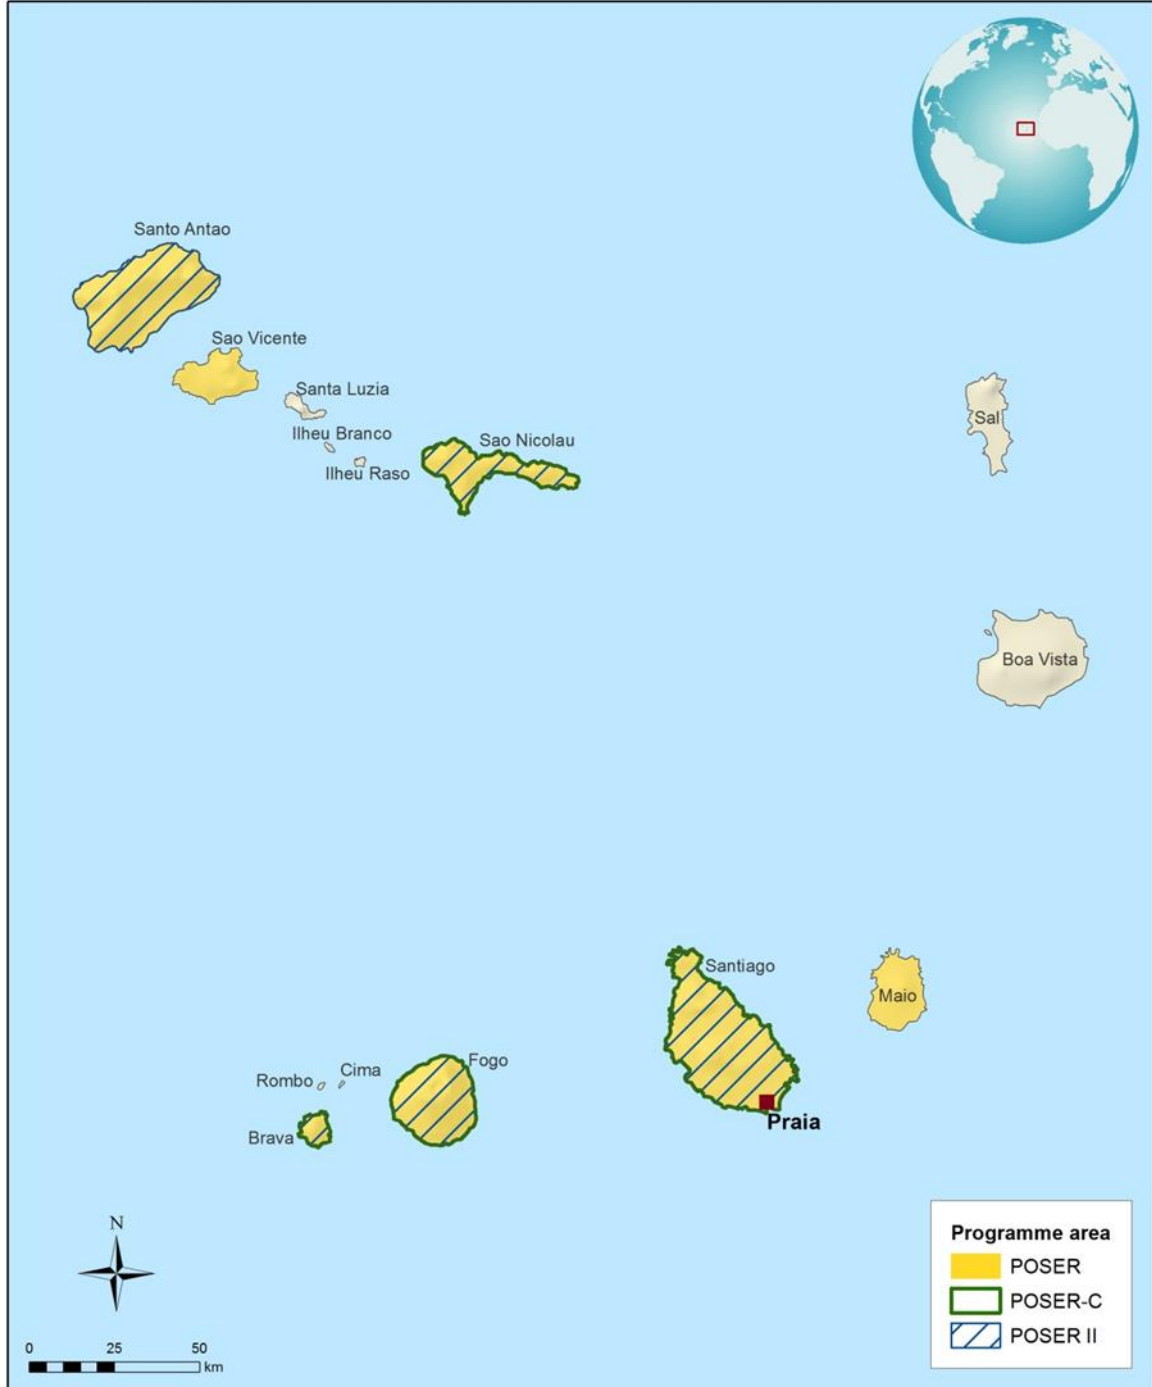 Santo Antao
Sao Vicente
Santa Luzia
Ilheu Branco
Ilheu Raso
Sao Nicolau
Sal
Boa Vista
Santiago
Maio
Praia
Fogo
Cima
Rombo
Brava
N
0 25 50
km
Programme area
POSER
POSER-C
POSER II